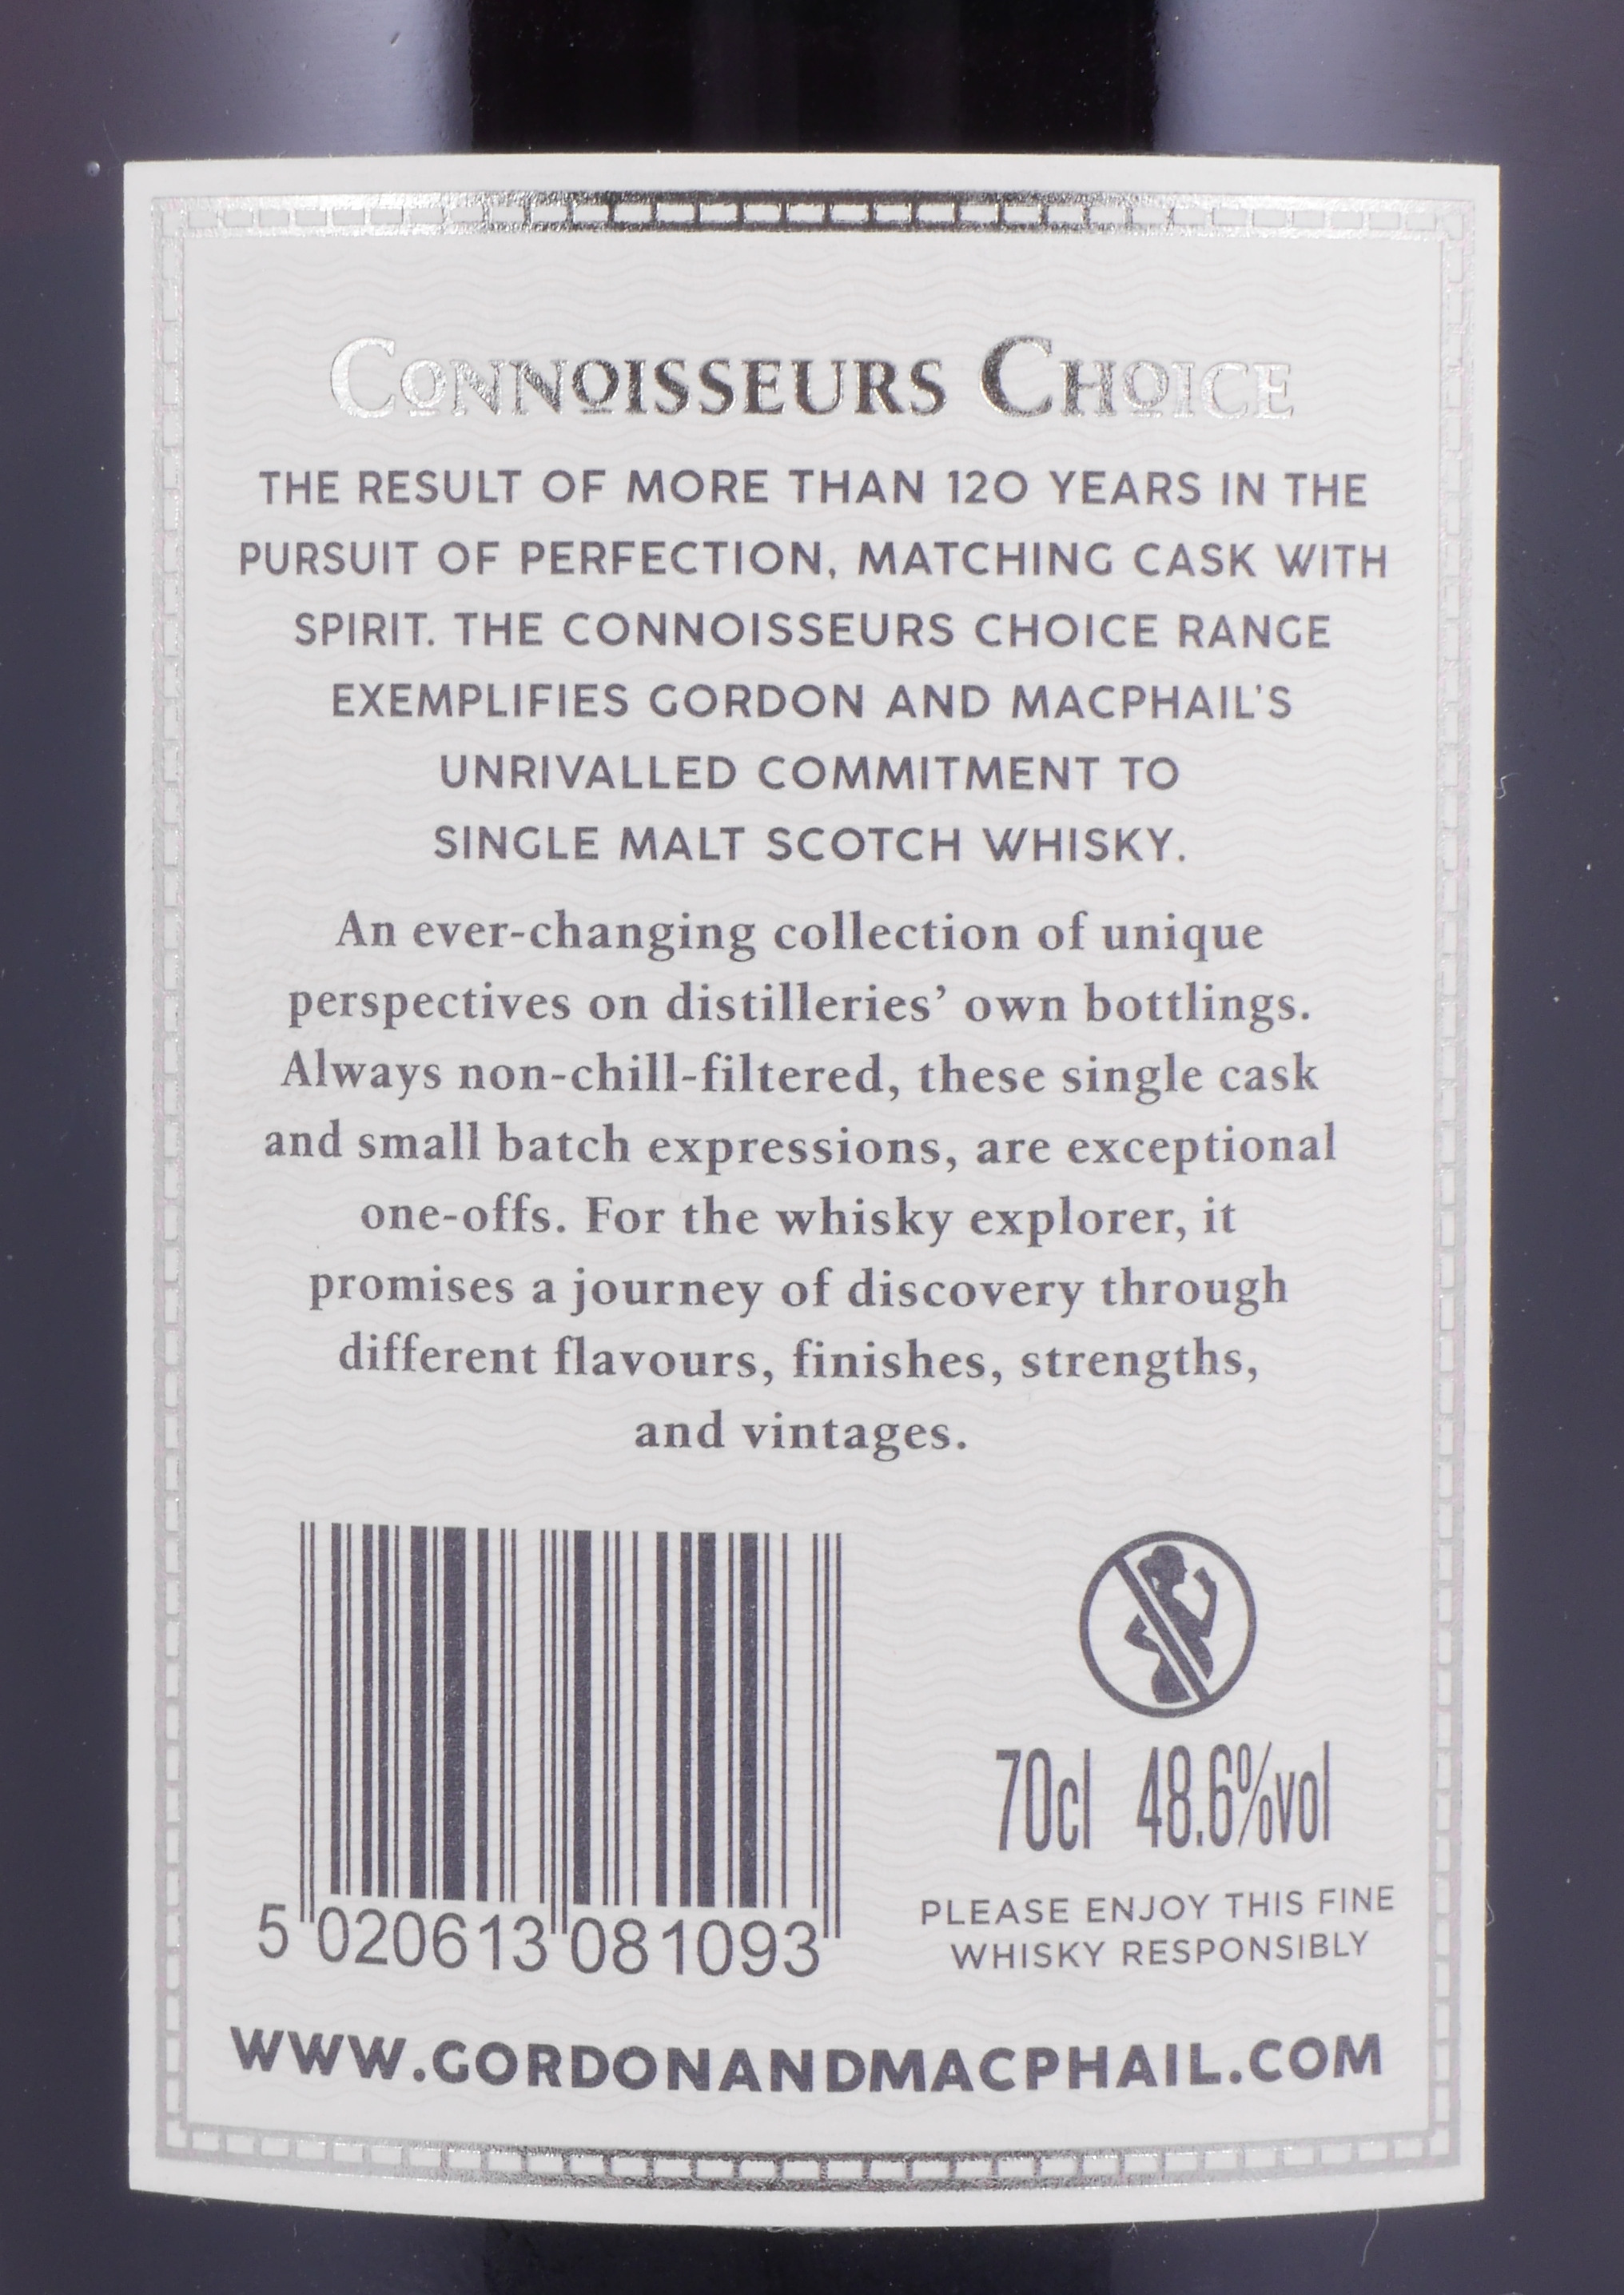 CONNOISSEURS CHOICE
THE RESULT OF MORE THAN 120 YEARS IN THE
PURSUIT OF PERFECTION, MATCHING CASK WITH
SPIRIT. THE CONNOISSEURS CHOICE RANGE
EXEMPLIFIES GORDON AND MACPHAIL'S
UNRIVALLED COMMITMENT TO
SINGLE MALT SCOTCH WHISKY.
An ever-changing collection of unique
perspectives on distilleries’ own bottlings.
Always non-chill-filtered, these single cask
and small batch expressions, are exceptional
one-offs. For the whisky explorer, it
promises a journey of discovery through
different flavours, finishes, strengths,
and vintages.
5 020613 081093
70cl 48.6%vol
PLEASE ENJOY THIS FINE
WHISKY RESPONSIBLY
WWW.GORDONANDMACPHAIL.COM